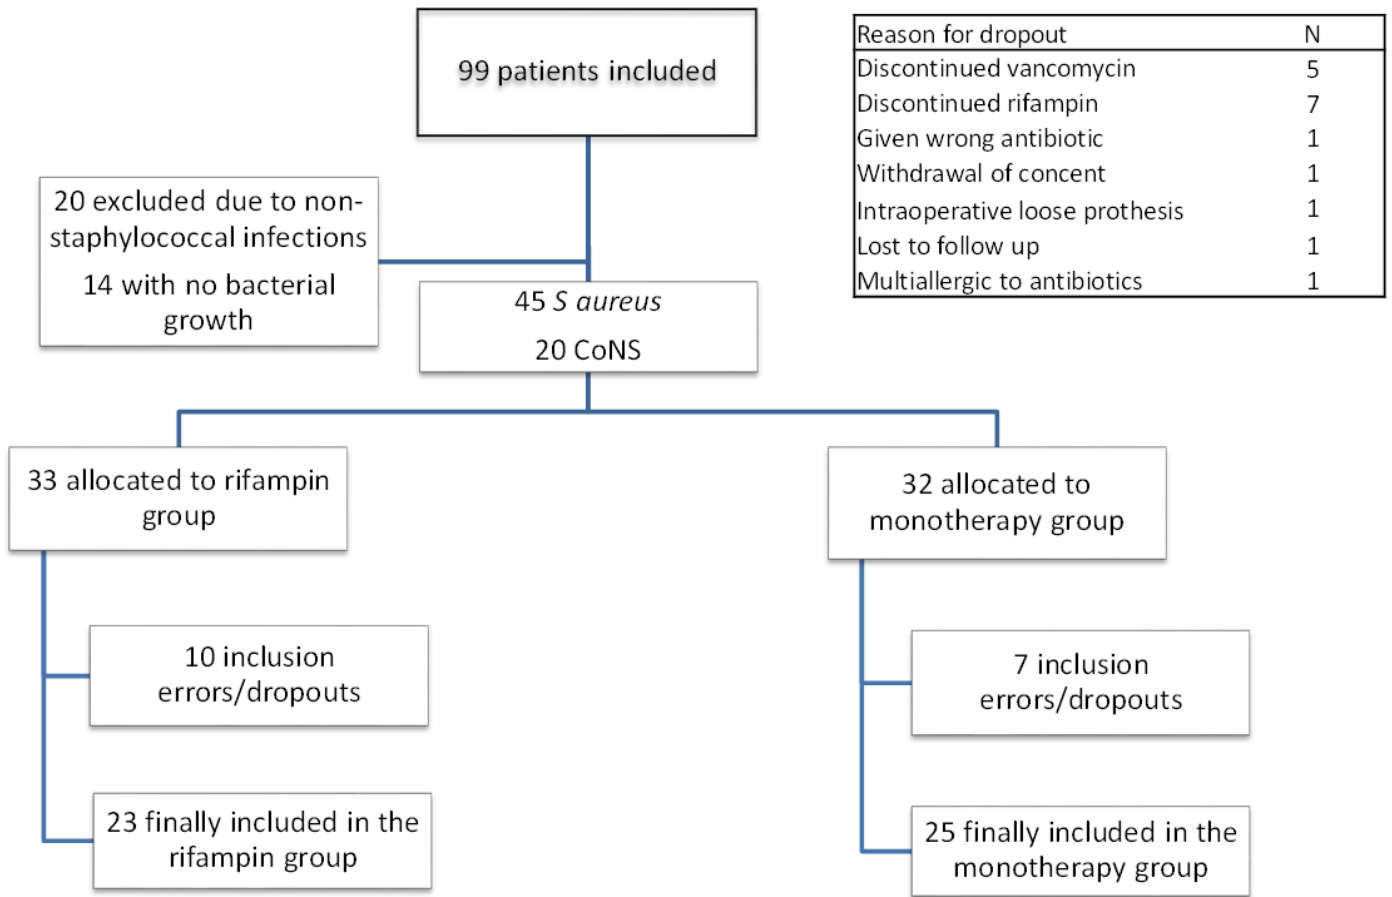 99 patients included
Reason for dropout N
Discontinued vancomycin 5
Discontinued rifampin 7
Given wrong antibiotic 1
Withdrawal of concent 1
Intraoperative loose prothesis 1
Lost to follow up 1
Multiallergic to antibiotics 1
20 excluded due to non-
staphylococcal infections
14 with no bacterial
growth
45 S aureus
20 CoNS
33 allocated to rifampin
group
32 allocated to
monotherapy group
10 inclusion
errors/dropouts
7 inclusion
errors/dropouts
23 finally included in the
rifampin group
25 finally included in the
monotherapy group